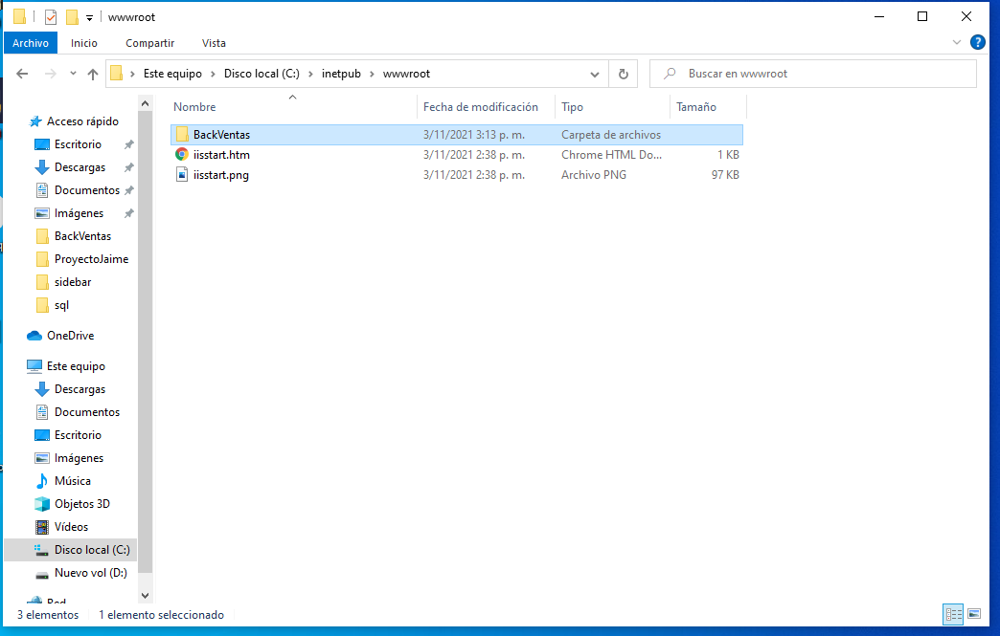 wwwroot
Archivo Inicio Compartir Vista
Este equipo Disco local (C:) inetpub wwwroot Buscar en wwwroot
Nombre Fecha de modificación Tipo Tamaño
BackVentas 3/11/2021 3:13 p. m. Carpeta de archivos
iisstart.htm 3/11/2021 2:38 p. m. Chrome HTML Do... 1 KB
iisstart.png 3/11/2021 2:38 p. m. Archivo PNG 97 KB
Acceso rápido
Escritorio
Descargas
Documentos
Imágenes
BackVentas
ProyectoJaime
sidebar
sql
OneDrive
Este equipo
Descargas
Documentos
Escritorio
Imágenes
Música
Objetos 3D
Vídeos
Disco local (C:)
Nuevo vol (D:)
Red
3 elementos 1 elemento seleccionado